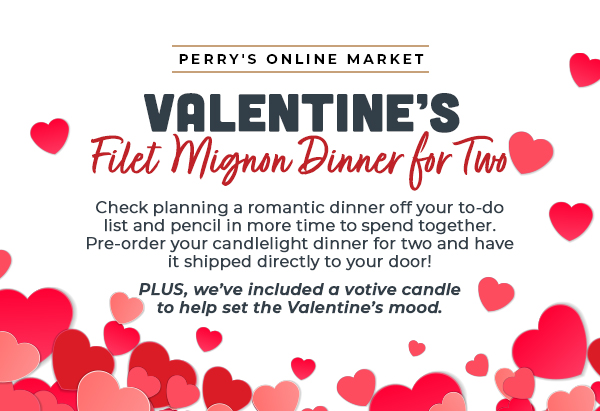 PERRY'S ONLINE MARKET
VALENTINE'S
Filet Mignon Dinner for Two
Check planning a romantic dinner off your to-do
list and pencil in more time to spend together.
Pre-order your candlelight dinner for two and have
it shipped directly to your door!
PLUS, we've included a votive candle
to help set the Valentine's mood.